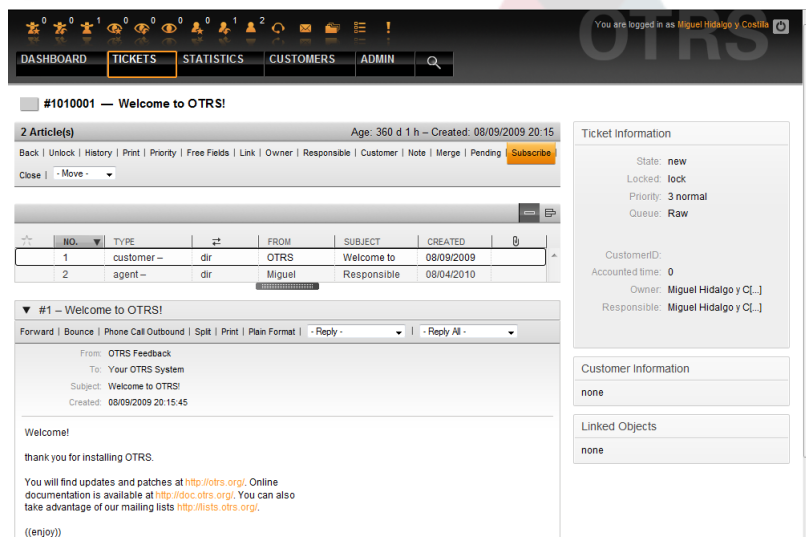 0 0 1 0 0 0 0 1 2
You are logged in as Miguel Hidalgo y Costilla
OTRS
DASHBOARD TICKETS STATISTICS CUSTOMERS ADMIN
#1010001 — Welcome to OTRS!
2 Article(s) Age: 360 d 1 h – Created: 08/09/2009 20:15
Back | Unlock | History | Print | Priority | Free Fields | Link | Owner | Responsible | Customer | Note | Merge | Pending | Subscribe |
Close | - Move -
NO. TYPE FROM SUBJECT CREATED
1 customer – dir OTRS Welcome to 08/09/2009
2 agent – dir Miguel Responsible 08/04/2010
#1 – Welcome to OTRS!
Forward | Bounce | Phone Call Outbound | Split | Print | Plain Format | - Reply - | - Reply All -
From: OTRS Feedback
To: Your OTRS System
Subject: Welcome to OTRS!
Created: 08/09/2009 20:15:45
Welcome!
thank you for installing OTRS.
You will find updates and patches at http://otrs.org/. Online
documentation is available at http://doc.otrs.org/. You can also
take advantage of our mailing lists http://lists.otrs.org/.
((enjoy))
Ticket Information
State: new
Locked: lock
Priority: 3 normal
Queue: Raw
CustomerID:
Accounted time: 0
Owner: Miguel Hidalgo y C[...]
Responsible: Miguel Hidalgo y C[...]
Customer Information
none
Linked Objects
none